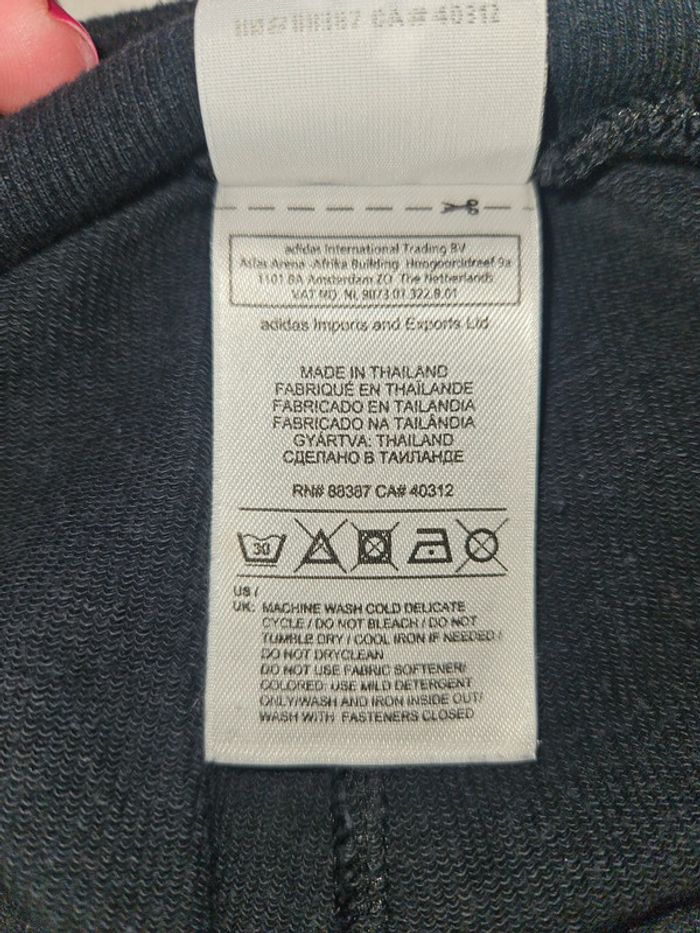 RN# 88387 CA# 40312
adidas International Trading BV
Atlas Arena -Afrika Building Hoogoorddreef 9a
1101 BA Amsterdam ZO The Netherlands
VAT NO. NL 8073.07.322.B.01
adidas Imports and Exports Ltd
MADE IN THAILAND
FABRIQUÉ EN THAÏLANDE
FABRICADO EN TAILANDIA
FABRICADO NA TAILÂNDIA
GYÁRTVA: THAILAND
СДЕЛАНО В ТАИЛАНДЕ
RN# 88387 CA# 40312
30
US /
UK: MACHINE WASH COLD DELICATE
CYCLE / DO NOT BLEACH / DO NOT
TUMBLE DRY / COOL IRON IF NEEDED /
DO NOT DRYCLEAN
DO NOT USE FABRIC SOFTENER/
COLORED: USE MILD DETERGENT
ONLY/WASH AND IRON INSIDE OUT/
WASH WITH FASTENERS CLOSED